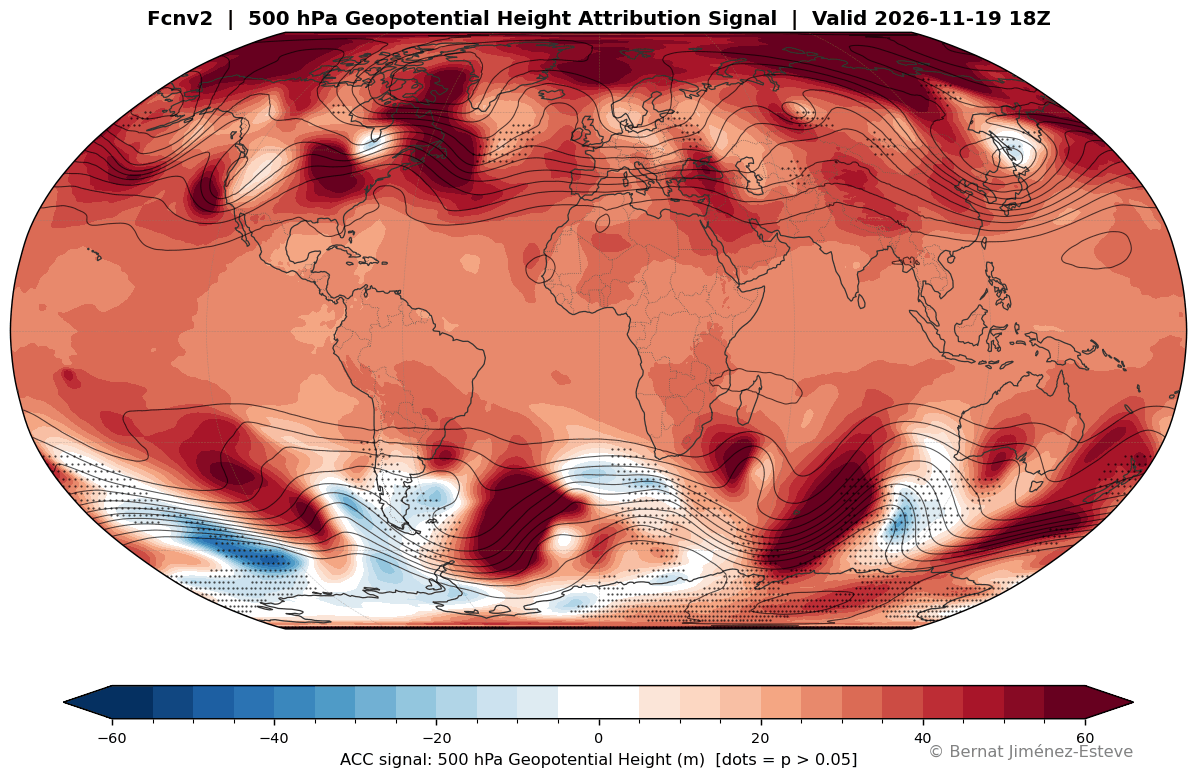 Fcnv2 | 500 hPa Geopotential Height Attribution Signal | Valid 2026-11-19 18Z
−60 −40 −20 0 20 40 60
ACC signal: 500 hPa Geopotential Height (m) [dots = p > 0.05]
© Bernat Jiménez-Esteve